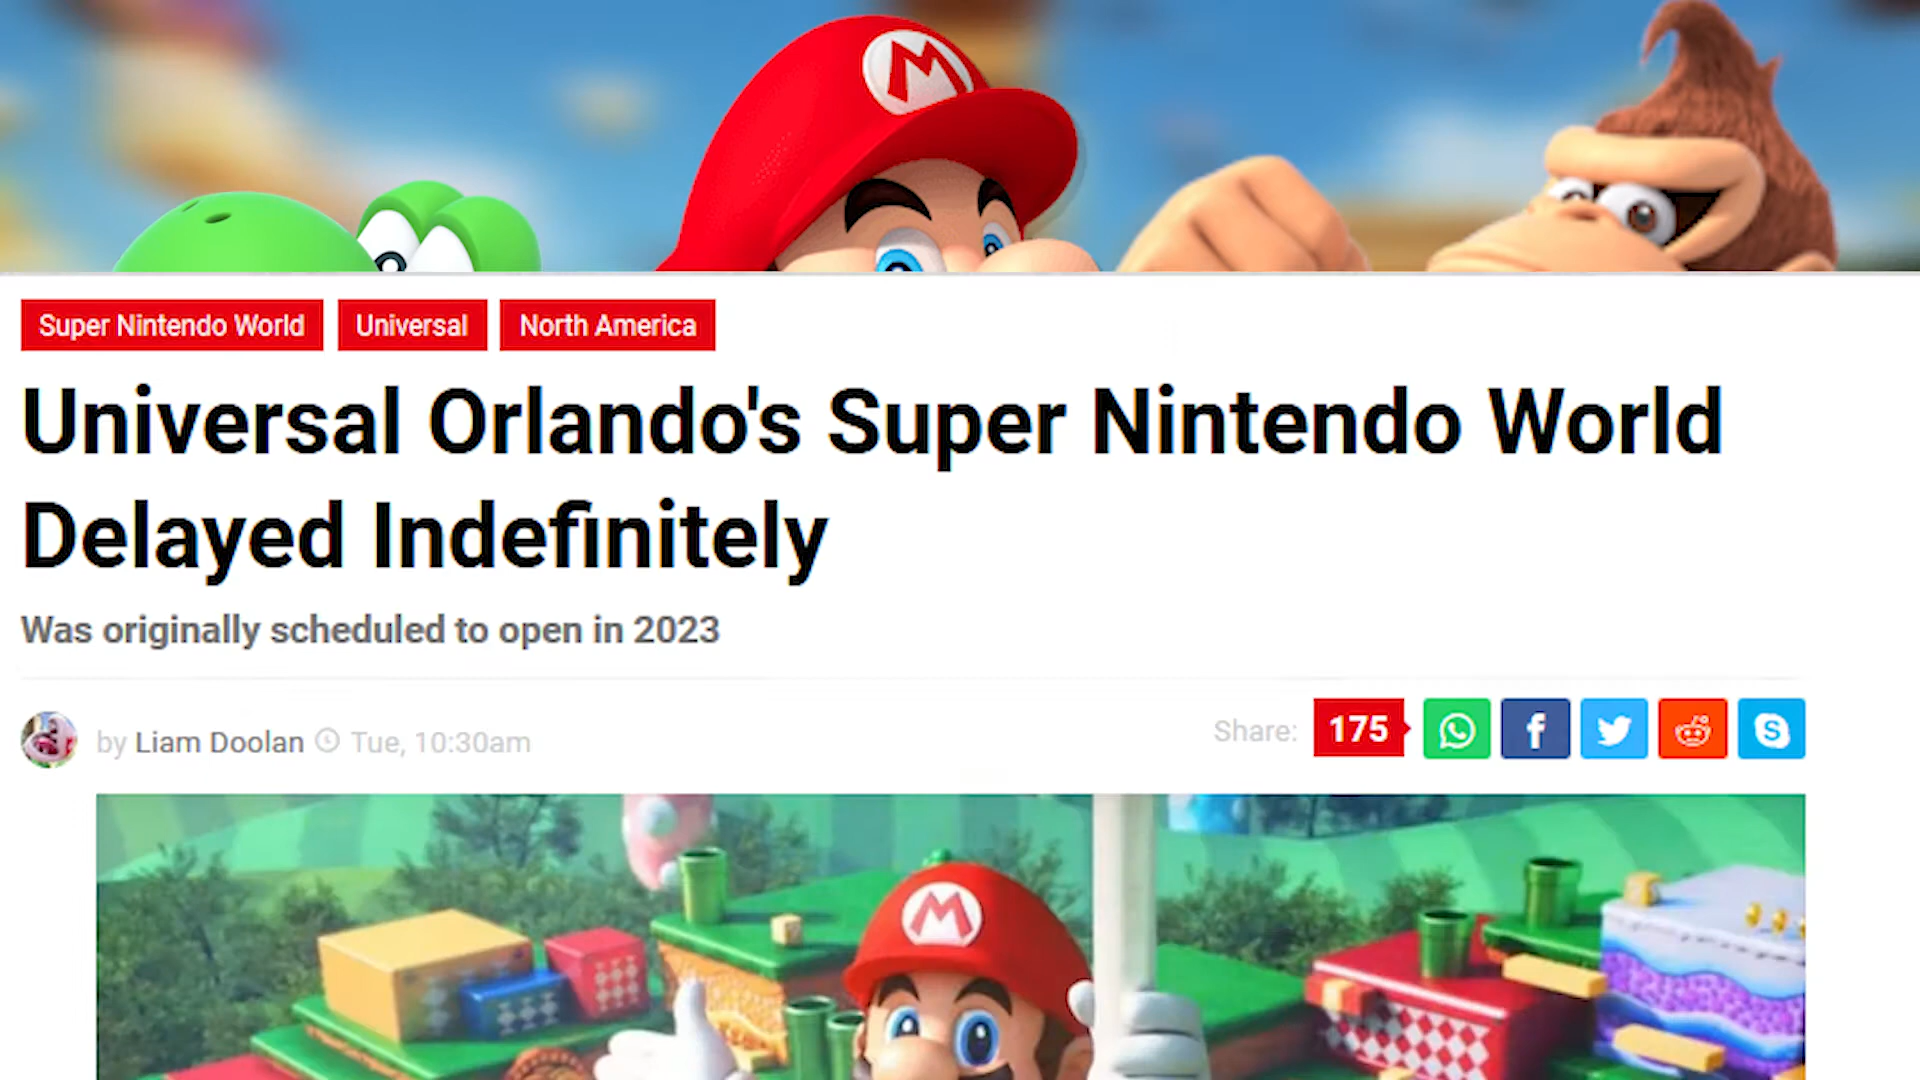 M
Super Nintendo World Universal North America
Universal Orlando's Super Nintendo World
Delayed Indefinitely
Was originally scheduled to open in 2023
by Liam Doolan Tue, 10:30am Share: 175
M